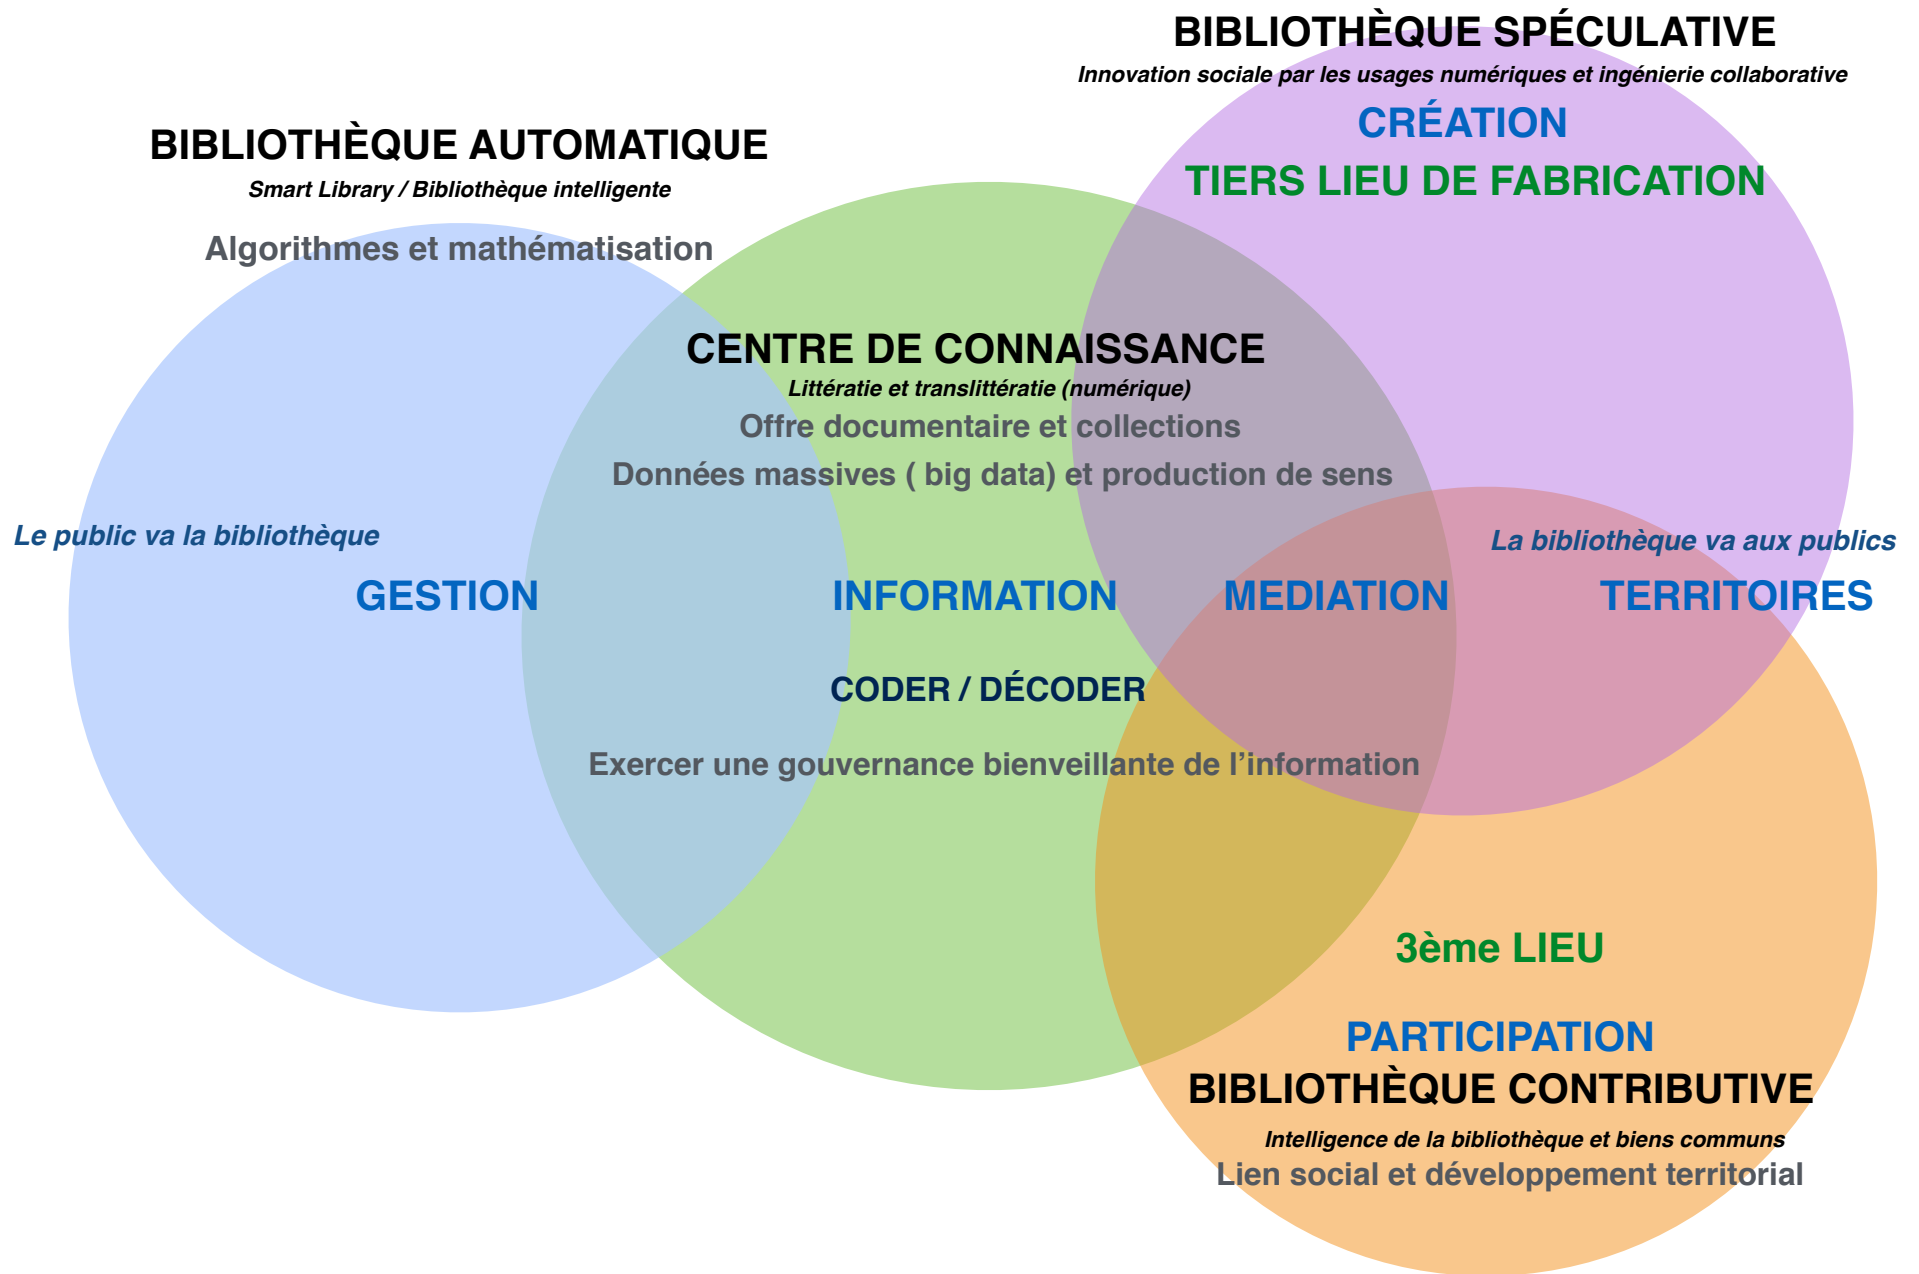 BIBLIOTHÈQUE SPÉCULATIVE
Innovation sociale par les usages numériques et ingénierie collaborative
CRÉATION
TIERS LIEU DE FABRICATION
BIBLIOTHÈQUE AUTOMATIQUE
Smart Library / Bibliothèque intelligente
Algorithmes et mathématisation
CENTRE DE CONNAISSANCE
Littératie et translittératie (numérique)
Offre documentaire et collections
Données massives ( big data) et production de sens
Le public va la bibliothèque
La bibliothèque va aux publics
GESTION
INFORMATION
MEDIATION
TERRITOIRES
CODER / DÉCODER
Exercer une gouvernance bienveillante de l’information
3ème LIEU
PARTICIPATION
BIBLIOTHÈQUE CONTRIBUTIVE
Intelligence de la bibliothèque et biens communs
Lien social et développement territorial